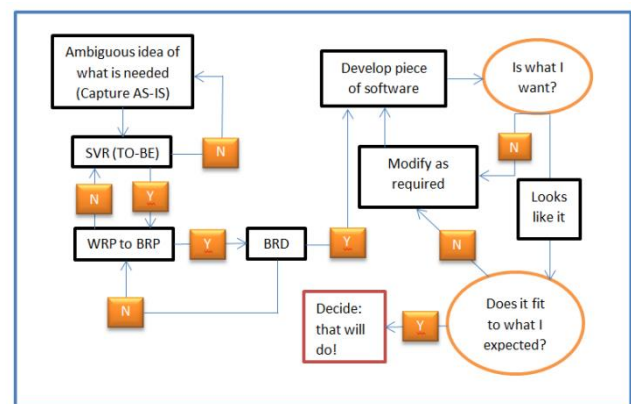 Ambiguous idea of
what is needed
(Capture AS-IS)
N
SVR (TO-BE)
N
Y
WRP to BRP
Y
BRD
Y
N
Develop piece
of software
Is what I
want?
N
Modify as
required
Looks
like it
N
Does it fit
to what I
expected?
Y
Decide:
that will
do!